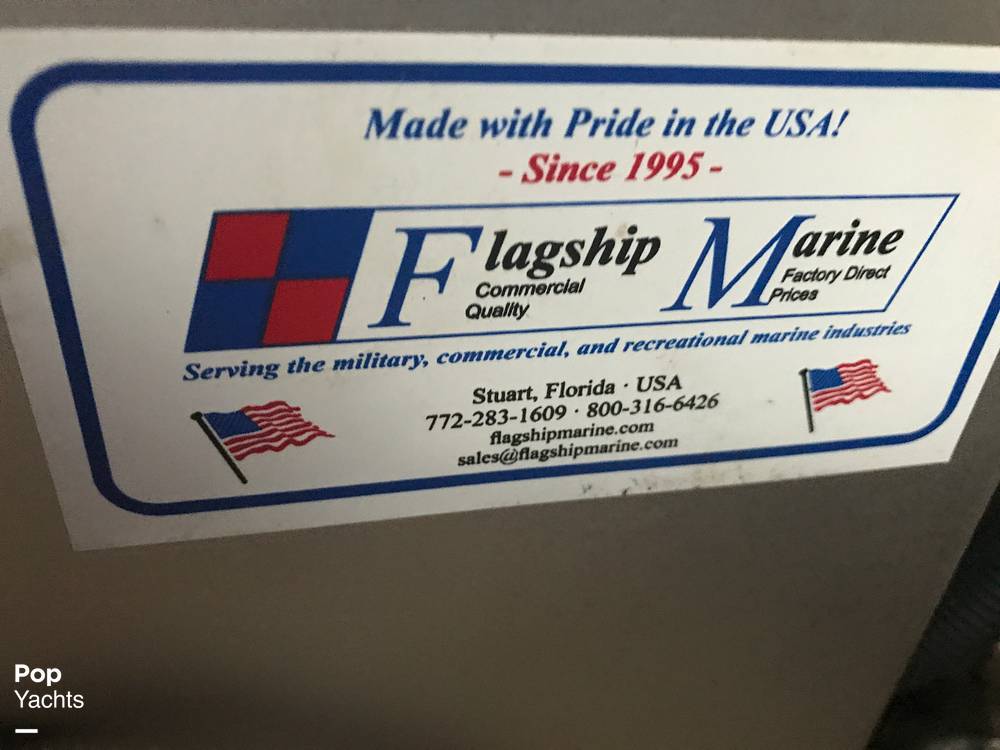 Made with Pride in the USA!
- Since 1995 -
Flagship Marine
Commercial Quality
Factory Direct Prices
Serving the military, commercial, and recreational marine industries
Stuart, Florida · USA
772-283-1609 · 800-316-6426
flagshipmarine.com
sales@flagshipmarine.com
Pop
Yachts